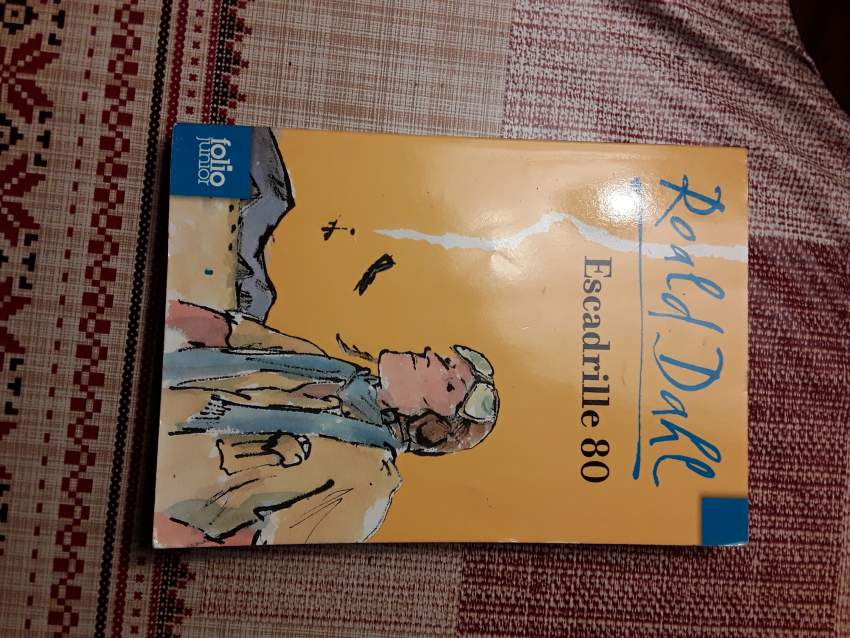 Roald Dahl
Escadrille 80
folio
junior